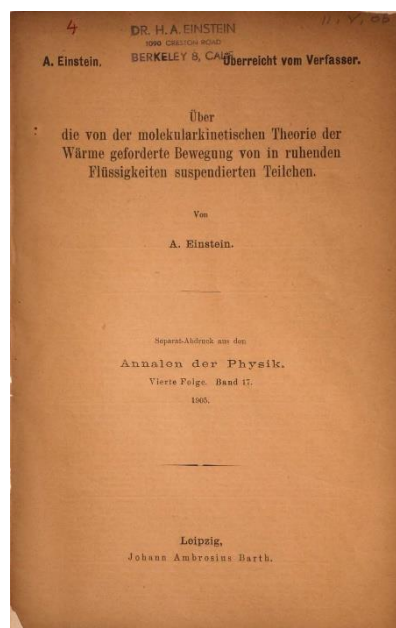 4
DR. H. A. EINSTEIN
1090 CRESTON ROAD
BERKELEY 8, CALIF.
11. V. 05
A. Einstein.
Überreicht vom Verfasser.
Über
die von der molekularkinetischen Theorie der
Wärme geforderte Bewegung von in ruhenden
Flüssigkeiten suspendierten Teilchen.
Von
A. Einstein.
Separat-Abdruck aus den
Annalen der Physik.
Vierte Folge. Band 17.
1905.
Leipzig,
Johann Ambrosius Barth.